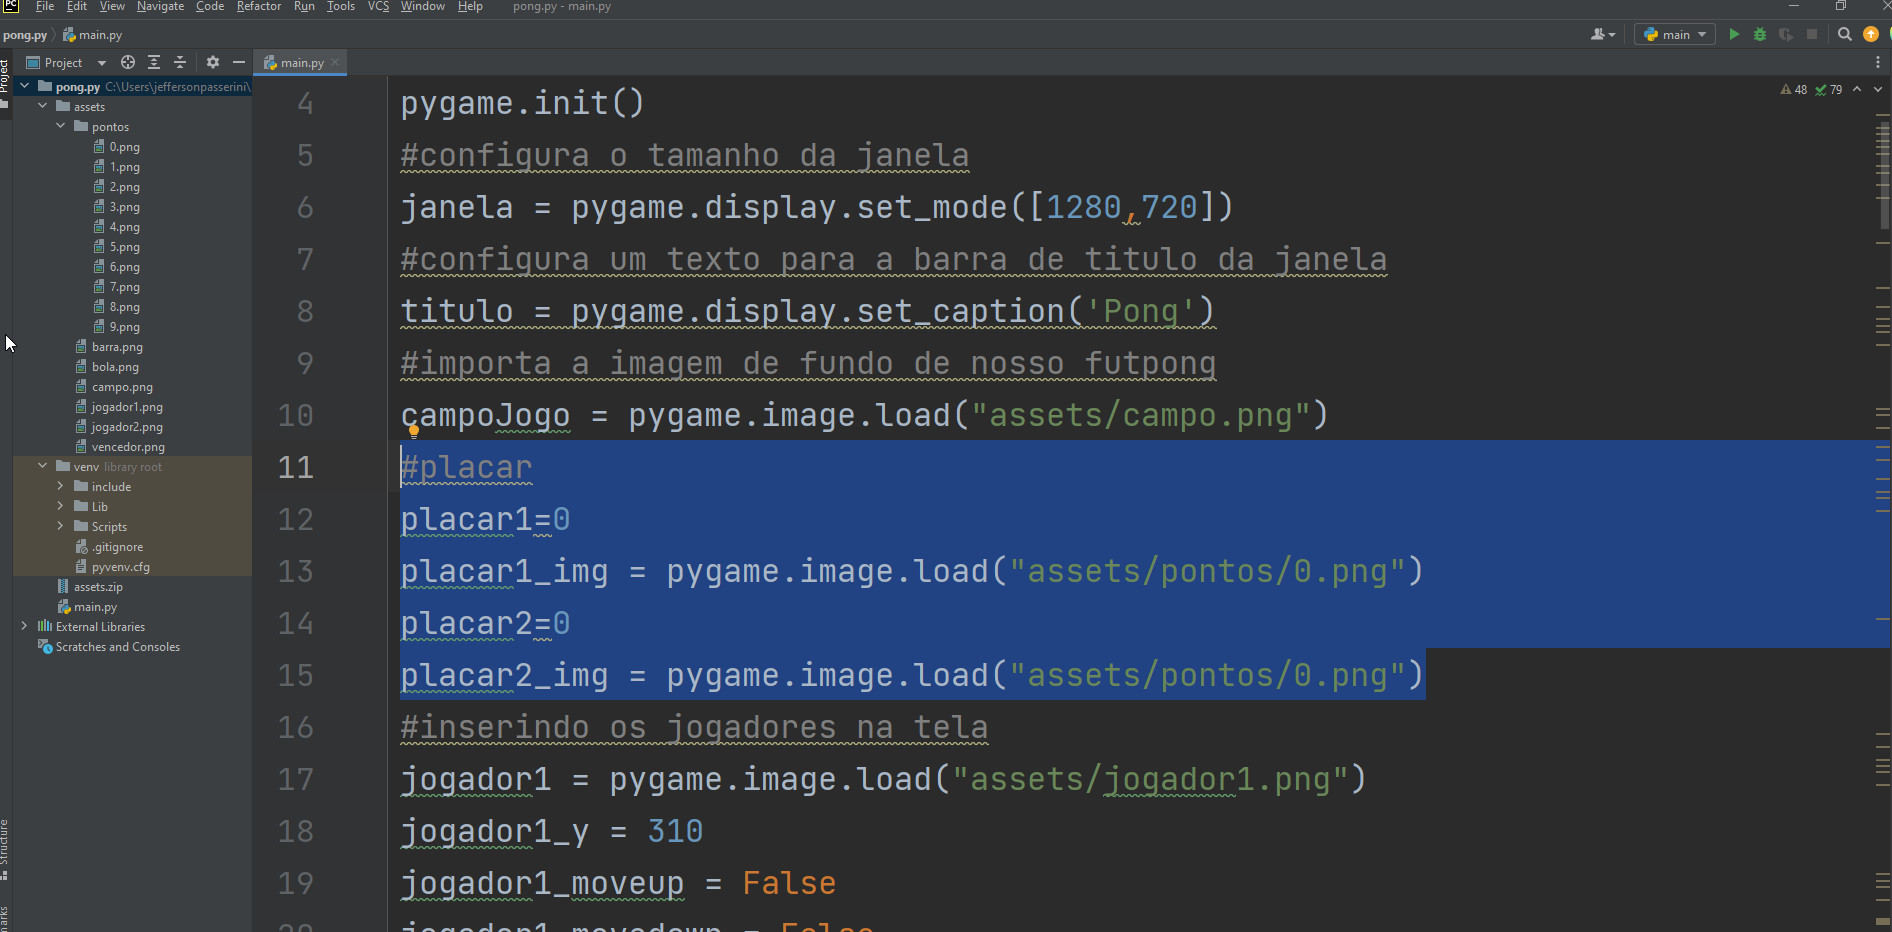 PC File Edit View Navigate Code Refactor Run Tools VCS Window Help pong.py - main.py
pong.py main.py main
Project main.py
Project
pong.py C:\Users\jeffersonpasserini\
assets
pontos
0.png
1.png
2.png
3.png
4.png
5.png
6.png
7.png
8.png
9.png
barra.png
bola.png
campo.png
jogador1.png
jogador2.png
vencedor.png
venv library root
include
Lib
Scripts
.gitignore
pyvenv.cfg
assets.zip
main.py
External Libraries
Scratches and Consoles
Structure
48 79
4 pygame.init()
5 #configura o tamanho da janela
6 janela = pygame.display.set_mode([1280,720])
7 #configura um texto para a barra de titulo da janela
8 titulo = pygame.display.set_caption('Pong')
9 #importa a imagem de fundo de nosso futpong
10 campoJogo = pygame.image.load("assets/campo.png")
11 #placar
12 placar1=0
13 placar1_img = pygame.image.load("assets/pontos/0.png")
14 placar2=0
15 placar2_img = pygame.image.load("assets/pontos/0.png")
16 #inserindo os jogadores na tela
17 jogador1 = pygame.image.load("assets/jogador1.png")
18 jogador1_y = 310
19 jogador1_moveup = False
20 jogador1_movedown = False